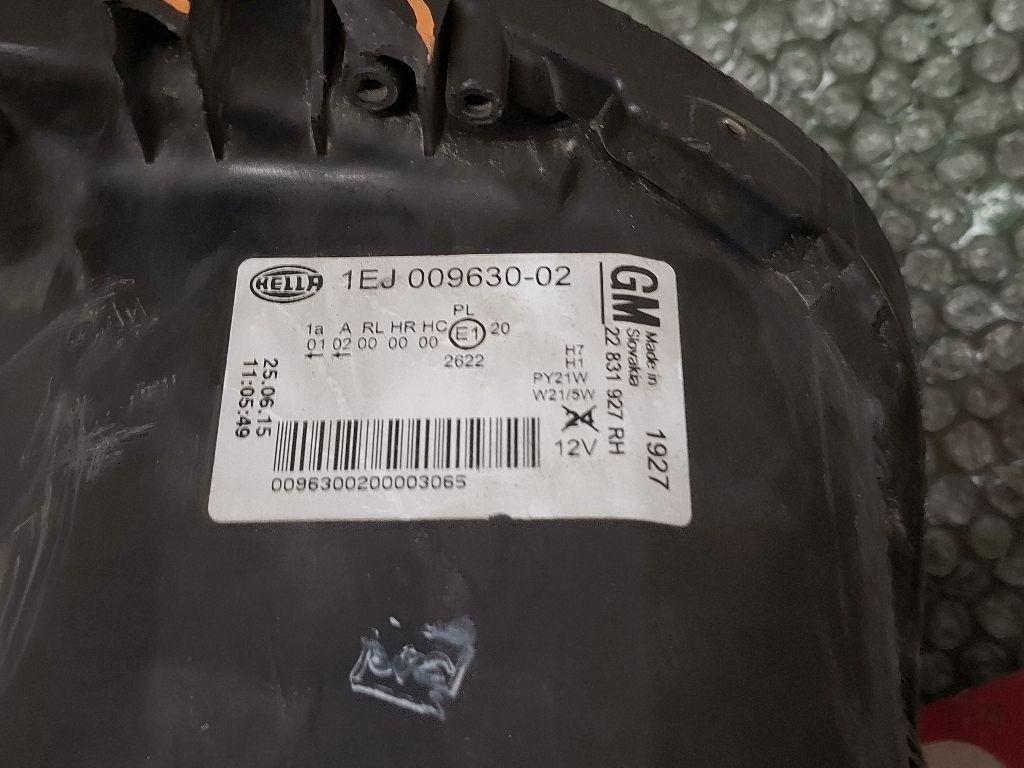 HELLA 1EJ 009630-02
PL
1a A RL HR HC E1 20
01 02 00 00 00
2622
H7
H1
PY21W
W21/5W
12V
25.06.15
11:05:49
0096300200003065
GM
Made in
Slovakia
22 831 927 RH
1927